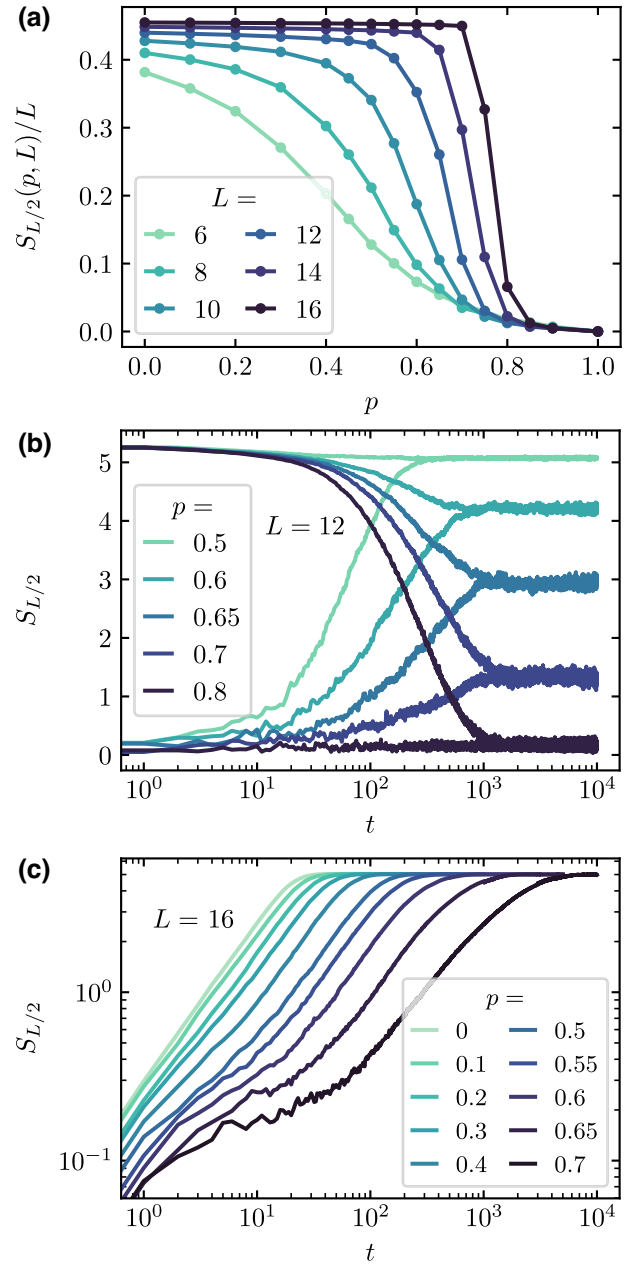 (a)
S_{L/2}(p, L)/L
0.4
0.3
0.2
0.1
0.0
L =
6 12
8 14
10 16
0.0 0.2 0.4 0.6 0.8 1.0
p
(b)
S_{L/2}
5
4
3
2
1
0
p =
0.5
0.6
0.65
0.7
0.8
L = 12
10^0 10^1 10^2 10^3 10^4
t
(c)
S_{L/2}
10^0
10^{-1}
L = 16
p =
0 0.5
0.1 0.55
0.2 0.6
0.3 0.65
0.4 0.7
10^0 10^1 10^2 10^3 10^4
t